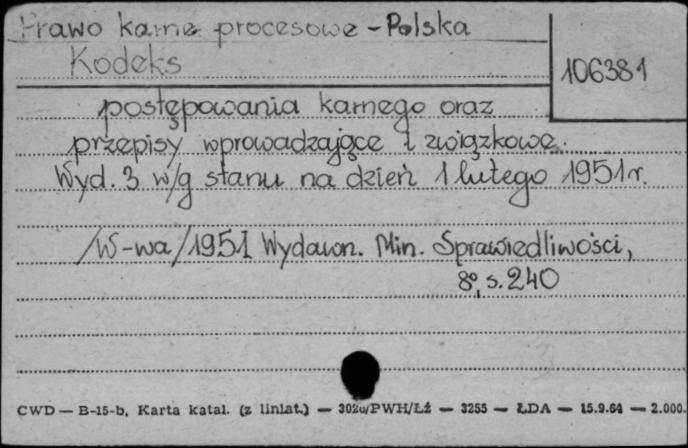 Prawo karne procesowe - Polska
Kodeks
106381
postępowania karnego oraz
przepisy wprowadzające i związkowe.
Wyd. 3 w/g stanu na dzień 1 lutego 1951 r.
/W-wa/ 1951 Wydawn. Min. Sprawiedliwości,
8°, s. 240
CWD — B-15-b, Karta katal. (z liniat.) — /PWH/Łż — 3255 — ŁDA — 15.9.64 — 2.000.